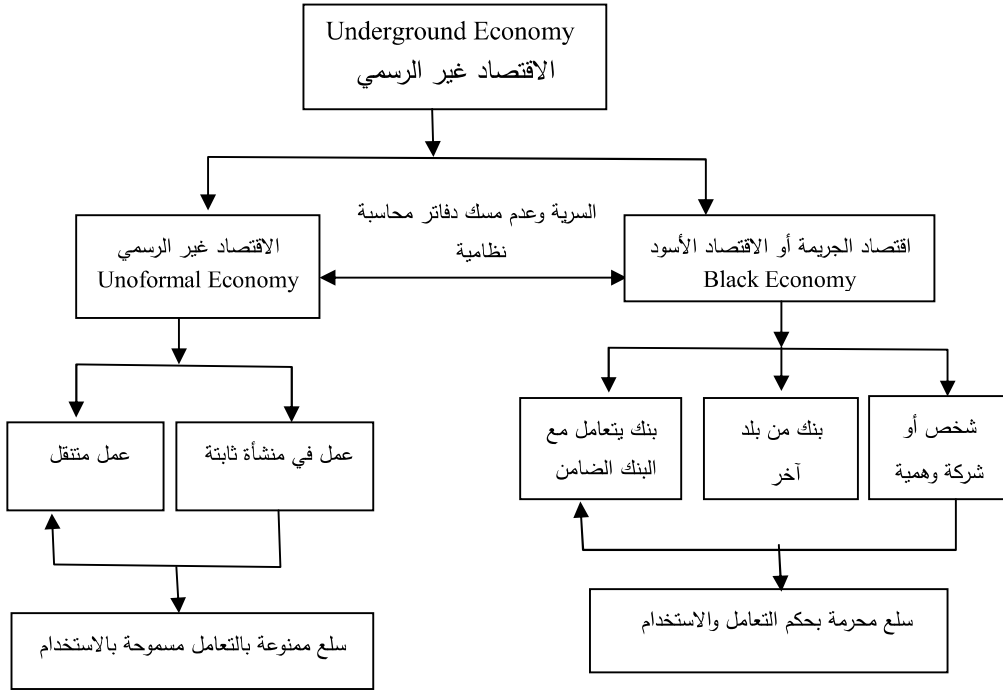 Underground Economy
الاقتصاد غير الرسمي
السرية وعدم مسك دفاتر محاسبة
نظامية
اقتصاد الجريمة أو الاقتصاد الأسود
Black Economy
الاقتصاد غير الرسمي
Unoformal Economy
شخص أو
شركة وهمية
بنك من بلد
آخر
بنك يتعامل مع
البنك الضامن
عمل في منشأة ثابتة
عمل متنقل
سلع محرمة بحكم التعامل والاستخدام
سلع ممنوعة بالتعامل مسموحة بالاستخدام